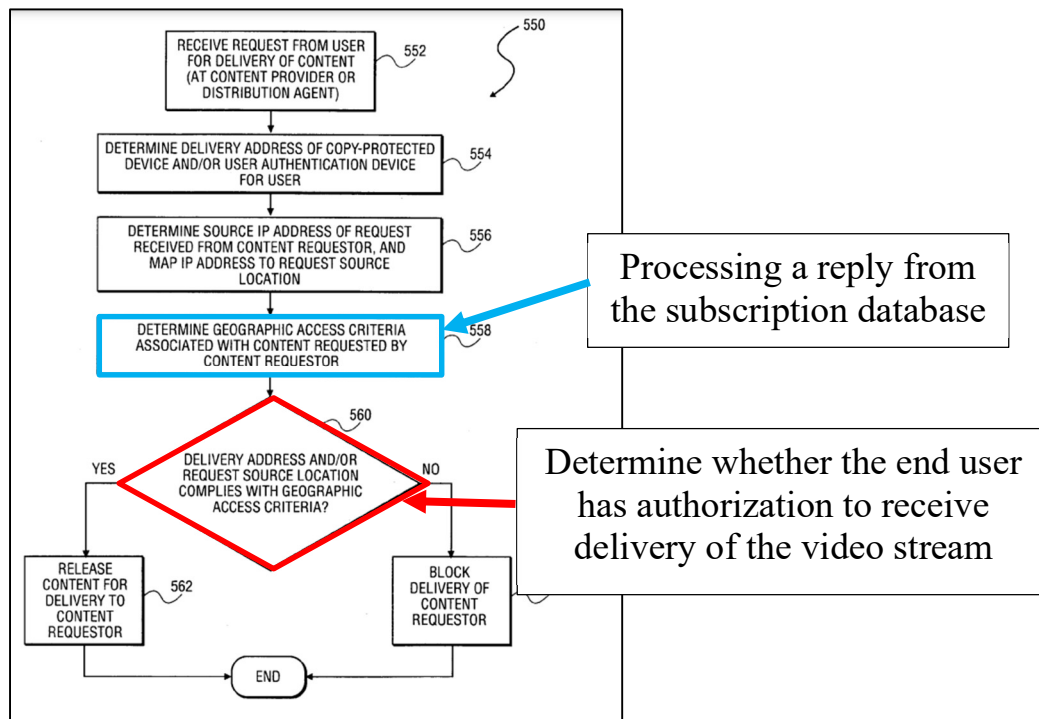 550
RECEIVE REQUEST FROM USER
FOR DELIVERY OF CONTENT
(AT CONTENT PROVIDER OR
DISTRIBUTION AGENT)
552
DETERMINE DELIVERY ADDRESS OF COPY-PROTECTED
DEVICE AND/OR USER AUTHENTICATION DEVICE
FOR USER
554
DETERMINE SOURCE IP ADDRESS OF REQUEST
RECEIVED FROM CONTENT REQUESTOR, AND
MAP IP ADDRESS TO REQUEST SOURCE
LOCATION
556
Processing a reply from
the subscription database
DETERMINE GEOGRAPHIC ACCESS CRITERIA
ASSOCIATED WITH CONTENT REQUESTED BY
CONTENT REQUESTOR
558
560
DELIVERY ADDRESS AND/OR
REQUEST SOURCE LOCATION
COMPLIES WITH GEOGRAPHIC
ACCESS CRITERIA?
YES
NO
Determine whether the end user
has authorization to receive
delivery of the video stream
RELEASE
CONTENT FOR
DELIVERY TO
CONTENT
REQUESTOR
562
BLOCK
DELIVERY OF
CONTENT
REQUESTOR
END